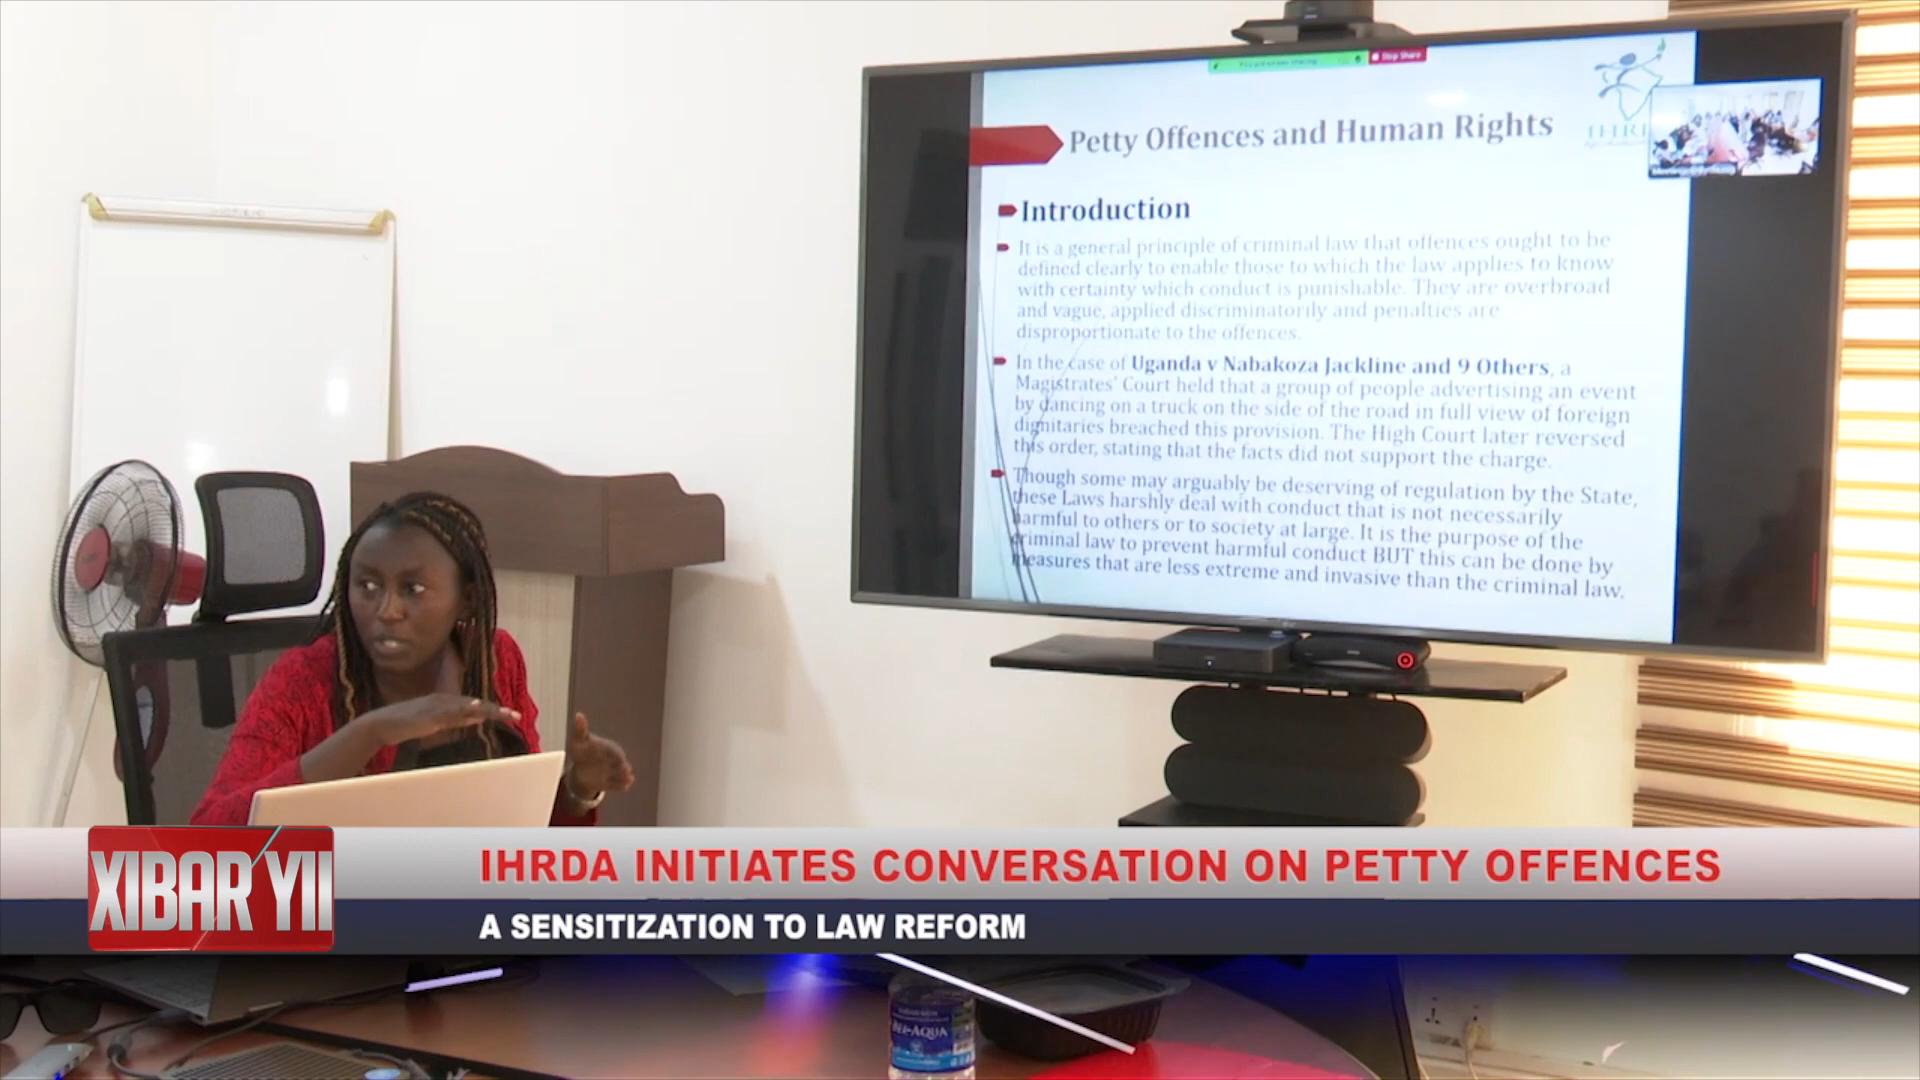 Stop Share
Petty Offences and Human Rights
Introduction
It is a general principle of criminal law that offences ought to be
defined clearly to enable those to which the law applies to know
with certainty which conduct is punishable. They are overbroad
and vague, applied discriminatorily and penalties are
disproportionate to the offences.
In the case of Uganda v Nabakoza Jackline and 9 Others, a
Magistrates' Court held that a group of people advertising an event
by dancing on a truck on the side of the road in full view of foreign
dignitaries breached this provision. The High Court later reversed
this order, stating that the facts did not support the charge.
Though some may arguably be deserving of regulation by the State,
these Laws harshly deal with conduct that is not necessarily
harmful to others or to society at large. It is the purpose of the
criminal law to prevent harmful conduct BUT this can be done by
measures that are less extreme and invasive than the criminal law.
XIBAR YII
IHRDA INITIATES CONVERSATION ON PETTY OFFENCES
A SENSITIZATION TO LAW REFORM